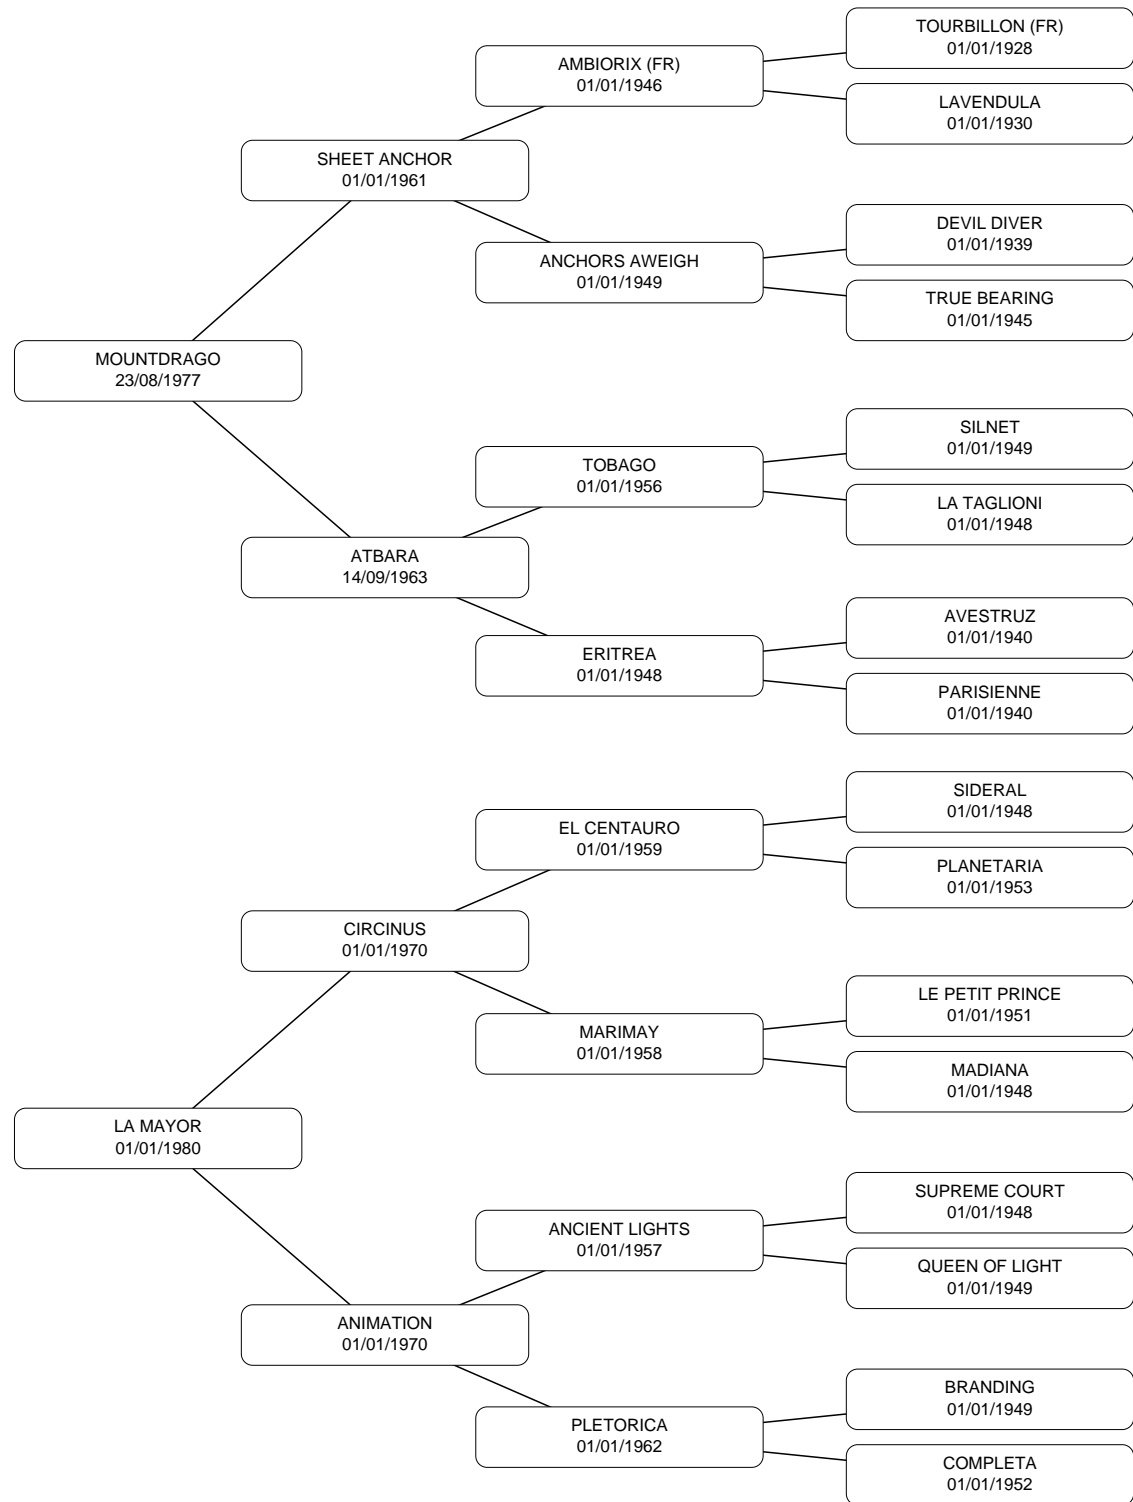 TOURBILLON (FR)
01/01/1928
AMBIORIX (FR)
01/01/1946
LAVENDULA
01/01/1930
SHEET ANCHOR
01/01/1961
DEVIL DIVER
01/01/1939
ANCHORS AWEIGH
01/01/1949
TRUE BEARING
01/01/1945
MOUNTDRAGO
23/08/1977
SILNET
01/01/1949
TOBAGO
01/01/1956
LA TAGLIONI
01/01/1948
ATBARA
14/09/1963
AVESTRUZ
01/01/1940
ERITREA
01/01/1948
PARISIENNE
01/01/1940
SIDERAL
01/01/1948
EL CENTAURO
01/01/1959
PLANETARIA
01/01/1953
CIRCINUS
01/01/1970
LE PETIT PRINCE
01/01/1951
MARIMAY
01/01/1958
MADIANA
01/01/1948
LA MAYOR
01/01/1980
SUPREME COURT
01/01/1948
ANCIENT LIGHTS
01/01/1957
QUEEN OF LIGHT
01/01/1949
ANIMATION
01/01/1970
BRANDING
01/01/1949
PLETORICA
01/01/1962
COMPLETA
01/01/1952